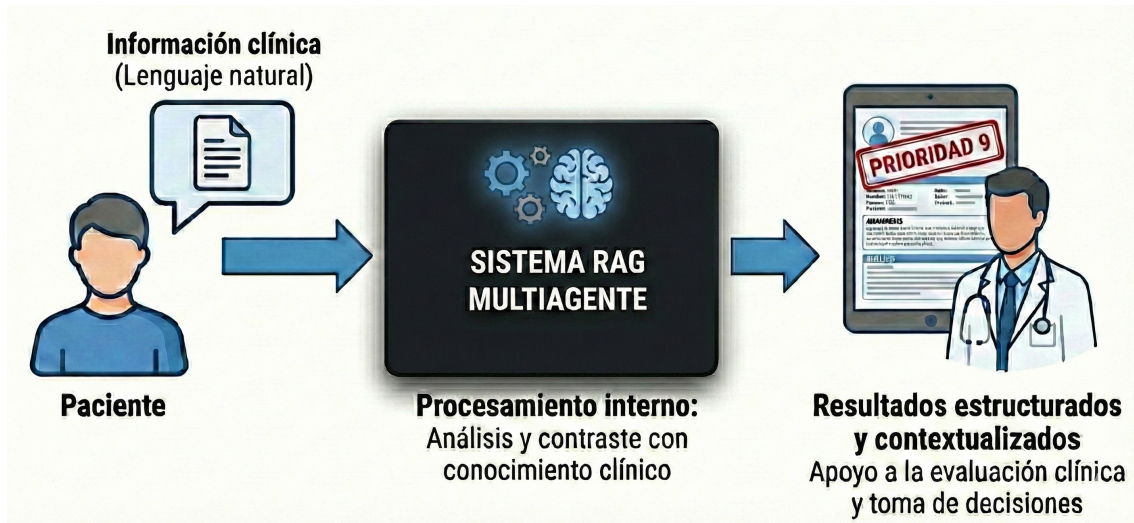 Información clínica
(Lenguaje natural)
PRIORIDAD 9
SISTEMA RAG
MULTIAGENTE
Paciente
Procesamiento interno:
Análisis y contraste con
conocimiento clínico
Resultados estructurados
y contextualizados
Apoyo a la evaluación clínica
y toma de decisiones